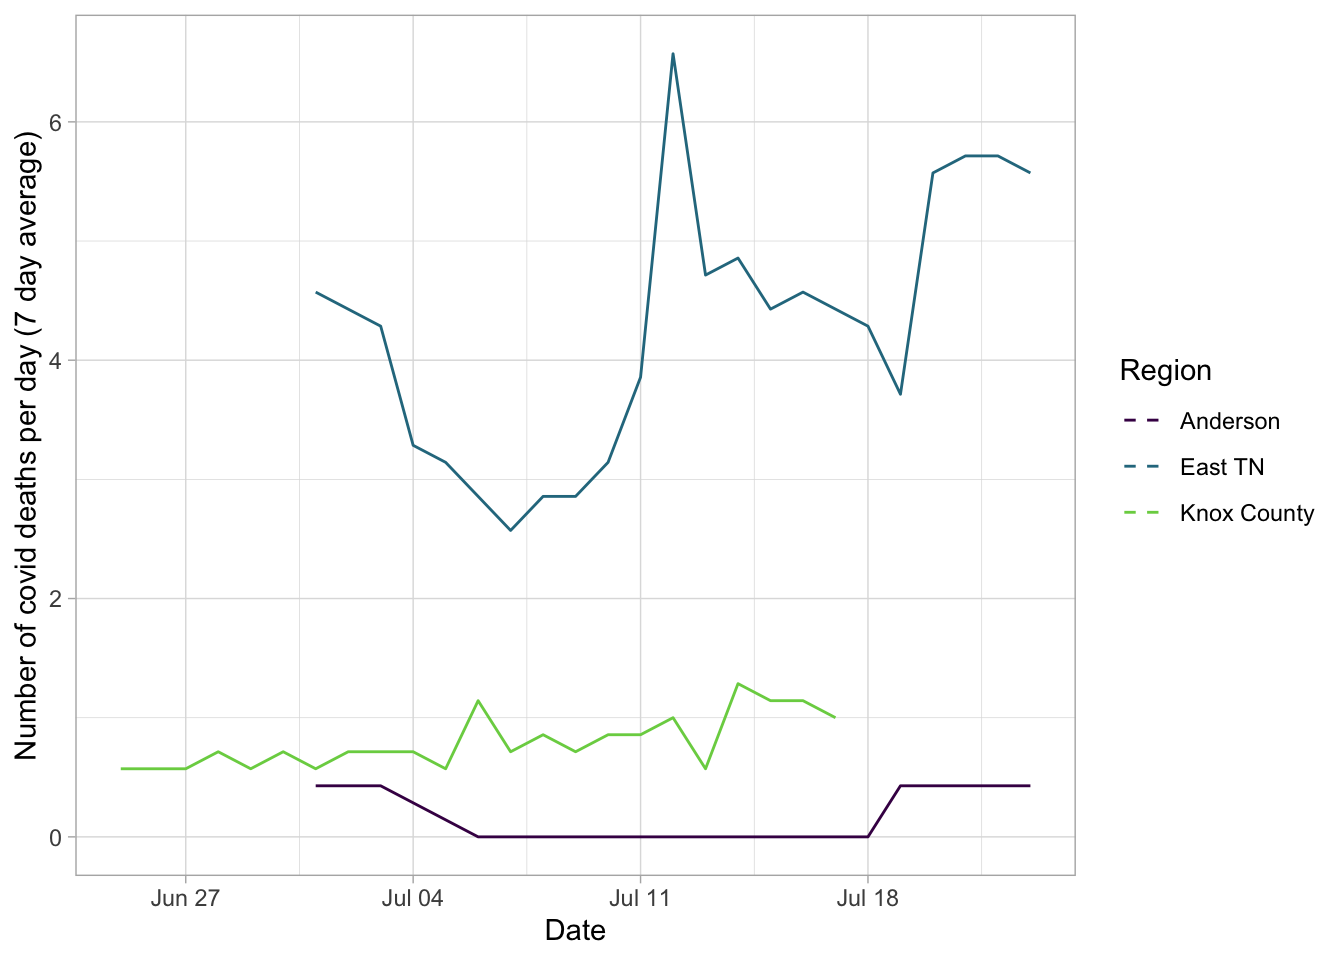 Number of covid deaths per day (7 day average)
6
4
2
0
Jun 27
Jul 04
Jul 11
Jul 18
Date
Region
Anderson
East TN
Knox County